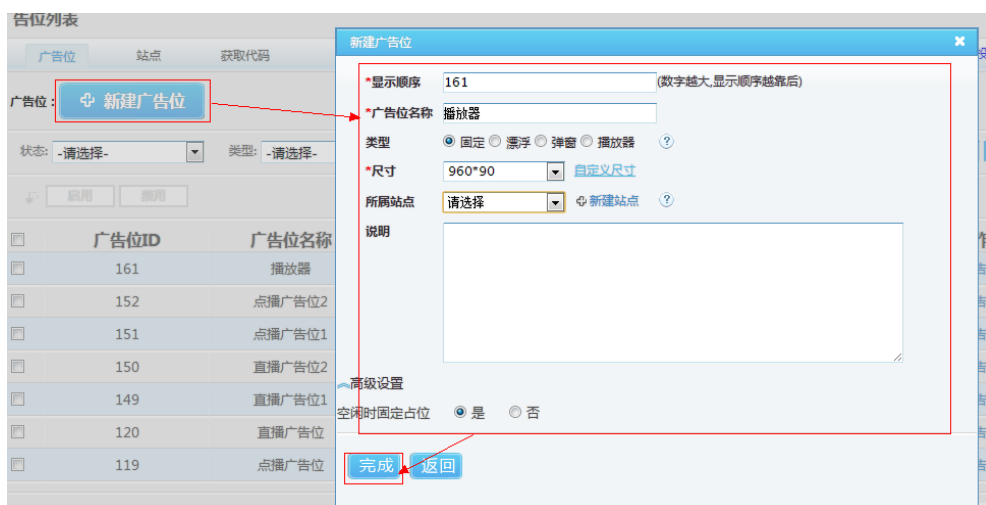 告位列表
广告位 站点 获取代码
广告位： 新建广告位
状态: -请选择- 类型: -请选择-
启用 禁用
广告位ID 广告位名称
161 播放器
152 点播广告位2
151 点播广告位1
150 直播广告位2
149 直播广告位1
120 直播广告位
119 点播广告位
新建广告位
*显示顺序 161 (数字越大,显示顺序越靠后)
*广告位名称 播放器
类型 固定 漂浮 弹窗 播放器 ?
*尺寸 960*90 自定义尺寸
所属站点 请选择 新建站点 ?
说明
高级设置
空闲时固定占位 是 否
完成 返回